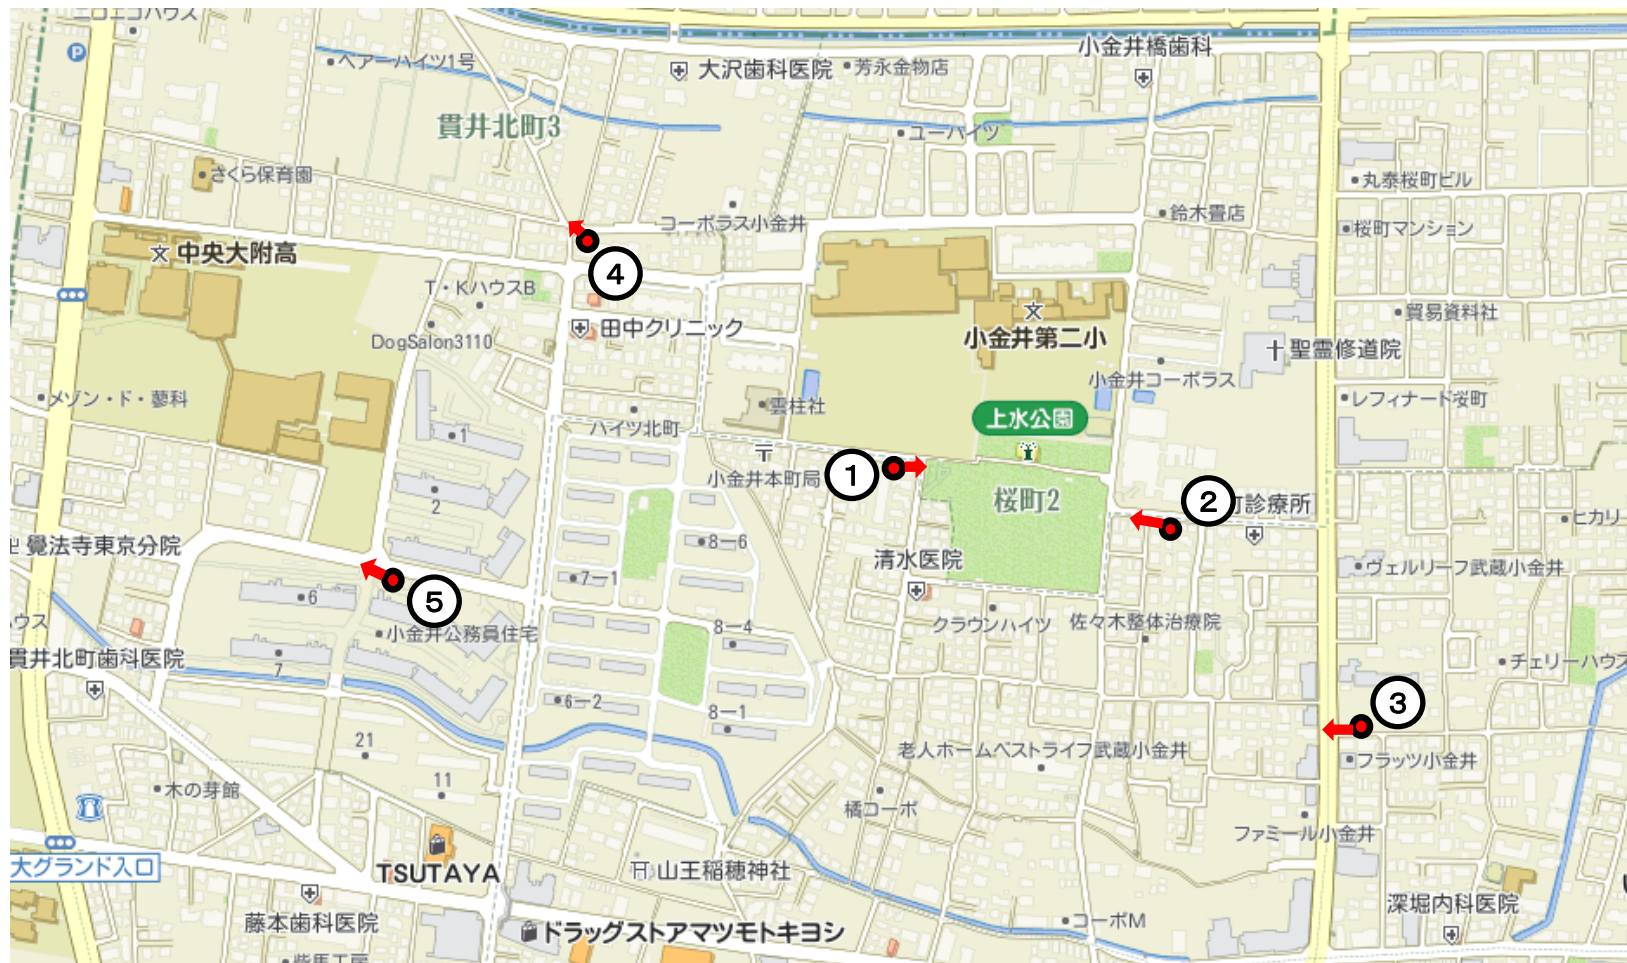 ニコニコハウス
P
ヘアーハイツ1号
大沢歯科医院
芳永金物店
小金井橋歯科
貫井北町3
ユーハイツ
さくら保育園
丸泰桜町ビル
コーポラス小金井
鈴木畳店
桜町マンション
中央大附高
④
T・KハウスB
田中クリニック
DogSalon3110
小金井第二小
貿易資料社
聖霊修道院
小金井コーポラス
メゾン・ド・蓼科
雲柱社
レフィナード桜町
上水公園
ハイツ北町
1
〒
小金井本町局
①
桜町2
②
町診療所
2
ヒカリ
卍
覺法寺東京分院
8-6
清水医院
7-1
ヴェルリーフ武蔵小金井
⑤
6
ハウス
小金井公務員住宅
8-4
クラウンハイツ
佐々木整体治療院
貫井北町歯科医院
7
チェリーハウス
6-2
8-1
③
21
老人ホームベストライフ武蔵小金井
フラッツ小金井
木の芽館
11
橘コーポ
ファミール小金井
大グランド入口
TSUTAYA
山王稲穂神社
藤本歯科医院
ドラッグストアマツモトキヨシ
コーポM
深堀内科医院
柴馬工房